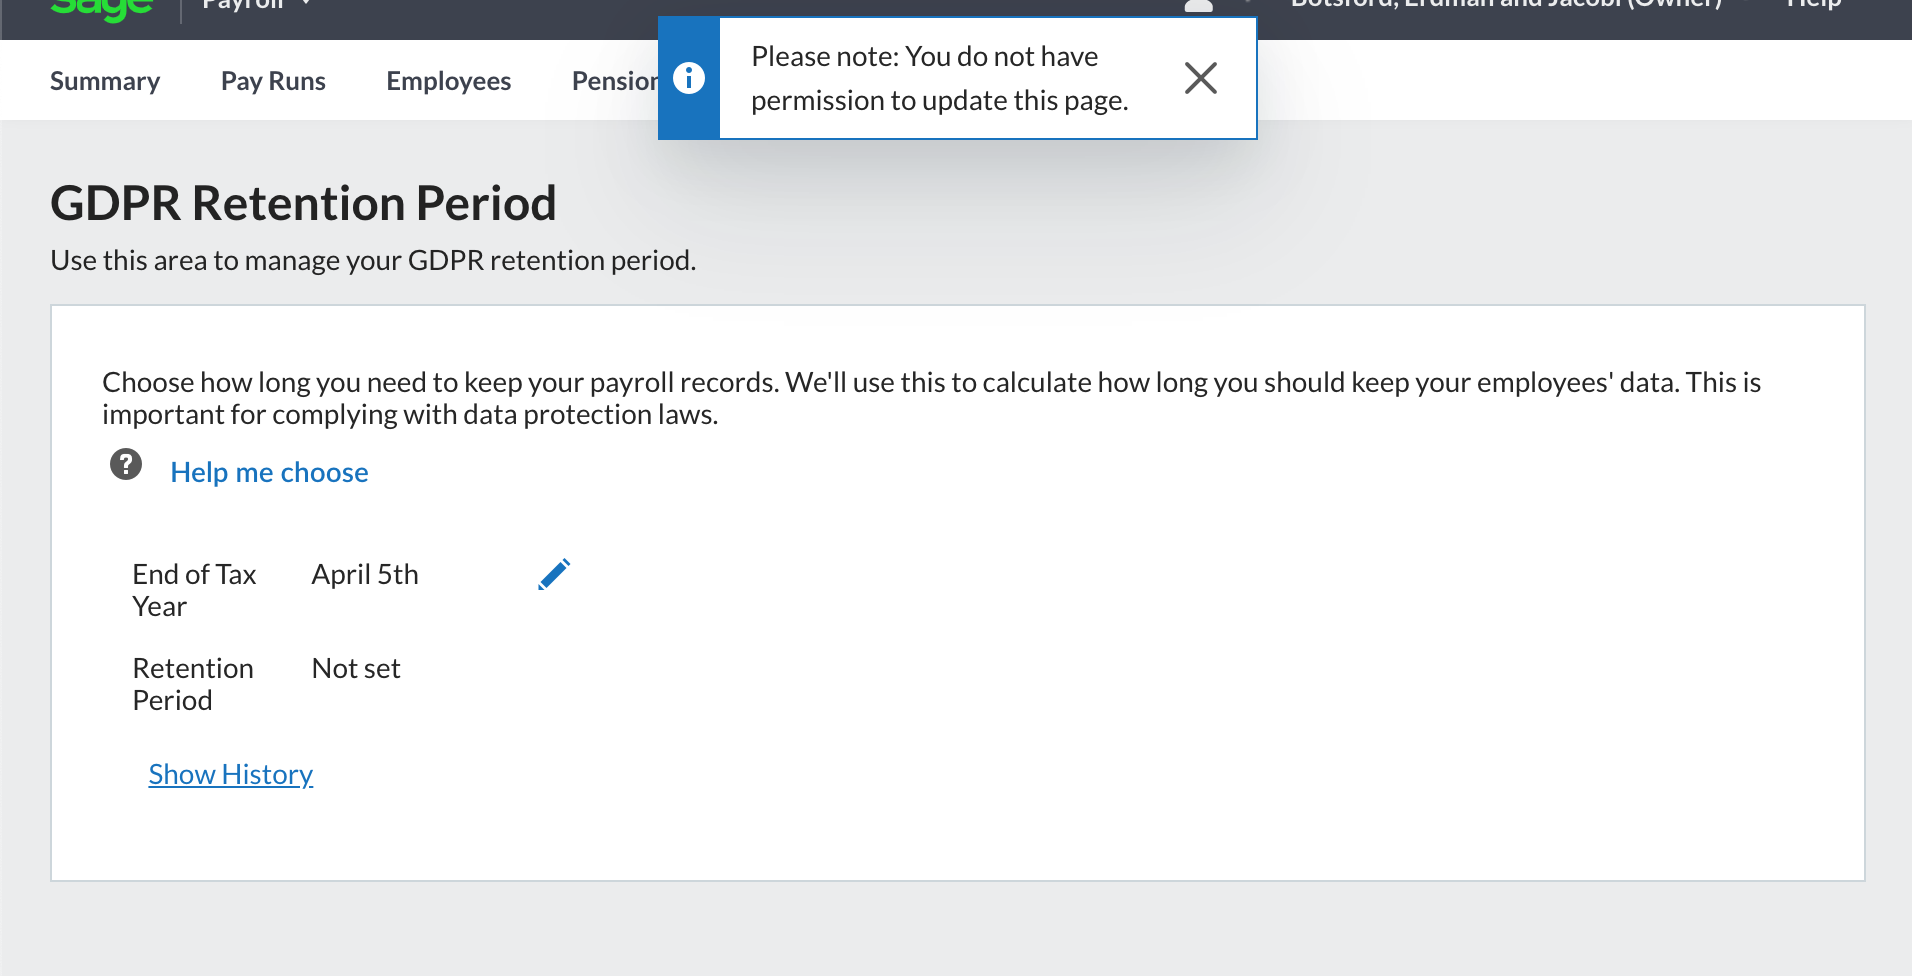 Sage Payroll Botsford, Erdman and Jacobi (Owner) Help
Summary Pay Runs Employees Pension
Please note: You do not have
permission to update this page.
GDPR Retention Period
Use this area to manage your GDPR retention period.
Choose how long you need to keep your payroll records. We'll use this to calculate how long you should keep your employees' data. This is
important for complying with data protection laws.
Help me choose
End of Tax April 5th
Year
Retention Not set
Period
Show History